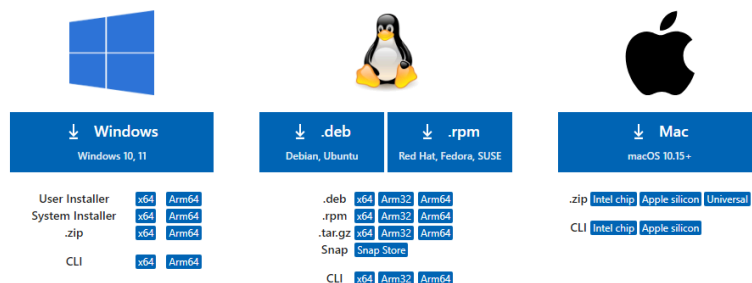 Windows
Windows 10, 11
User Installer x64 Arm64
System Installer x64 Arm64
.zip x64 Arm64
CLI x64 Arm64
.deb
Debian, Ubuntu
.rpm
Red Hat, Fedora, SUSE
.deb x64 Arm32 Arm64
.rpm x64 Arm32 Arm64
.tar.gz x64 Arm32 Arm64
Snap Snap Store
CLI x64 Arm32 Arm64
Mac
macOS 10.15+
.zip Intel chip Apple silicon Universal
CLI Intel chip Apple silicon